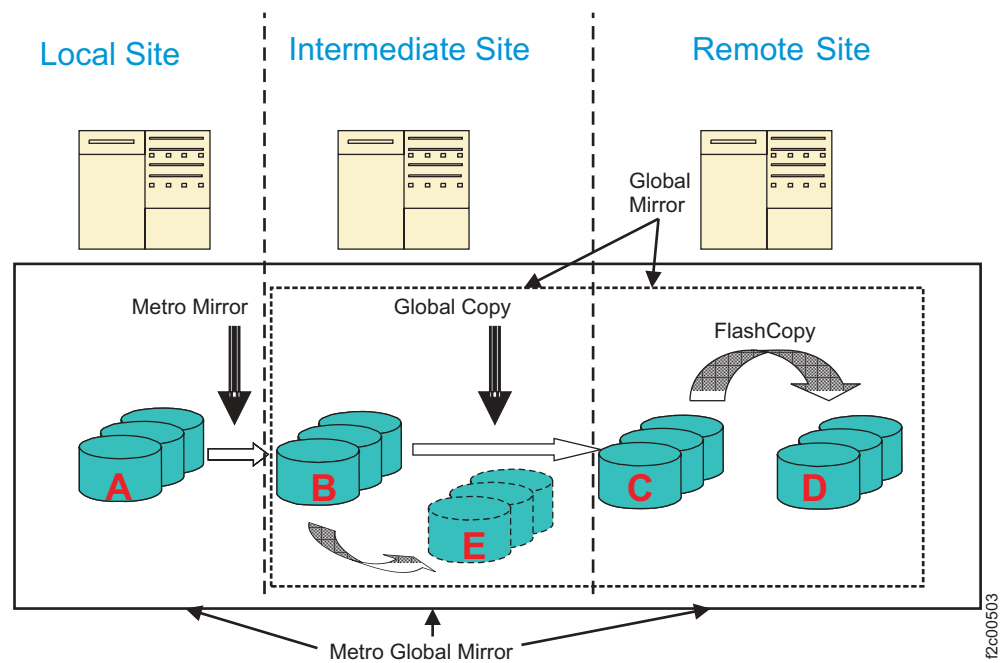 Local Site
Intermediate Site
Remote Site
Global
Mirror
Metro Mirror
Global Copy
FlashCopy
A
B
C
D
E
Metro Global Mirror
f2c00503